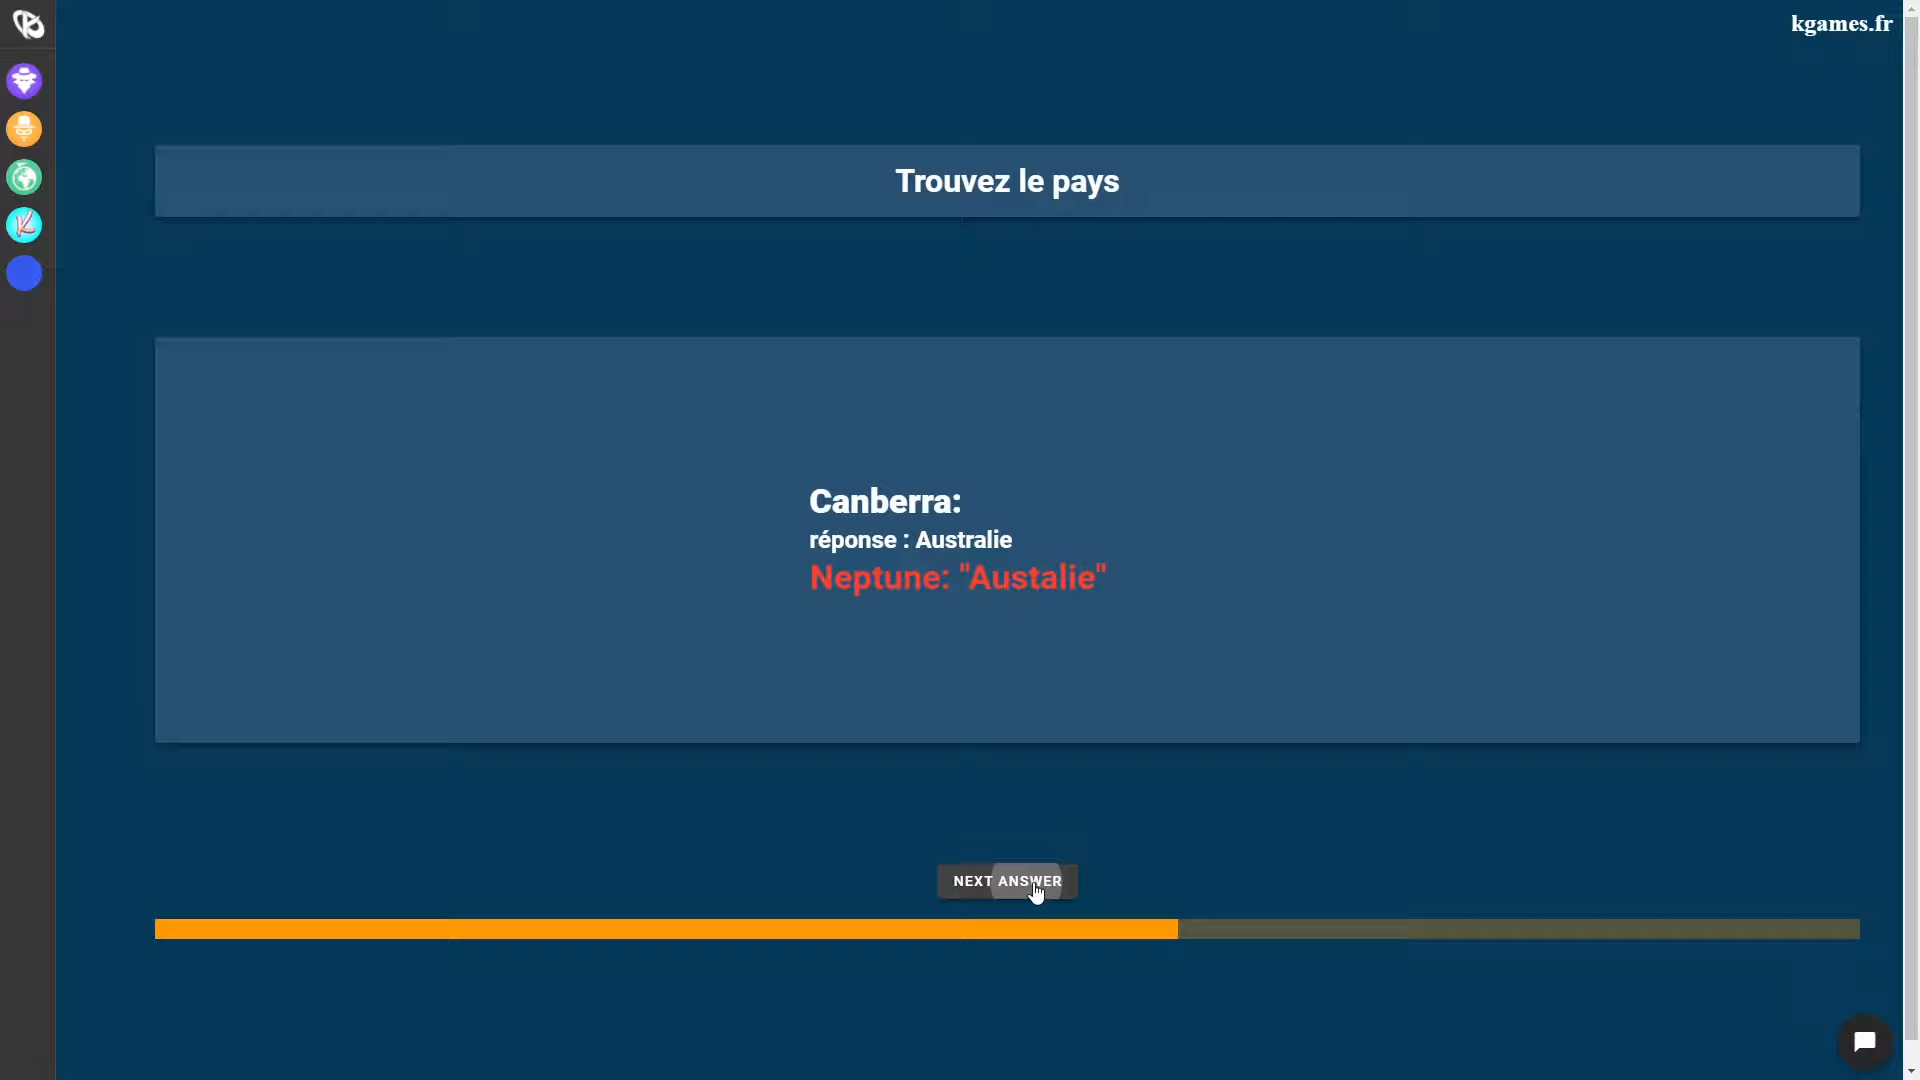 kgames.fr
Trouvez le pays
Canberra:
réponse : Australie
Neptune: "Austalie"
NEXT ANSWER